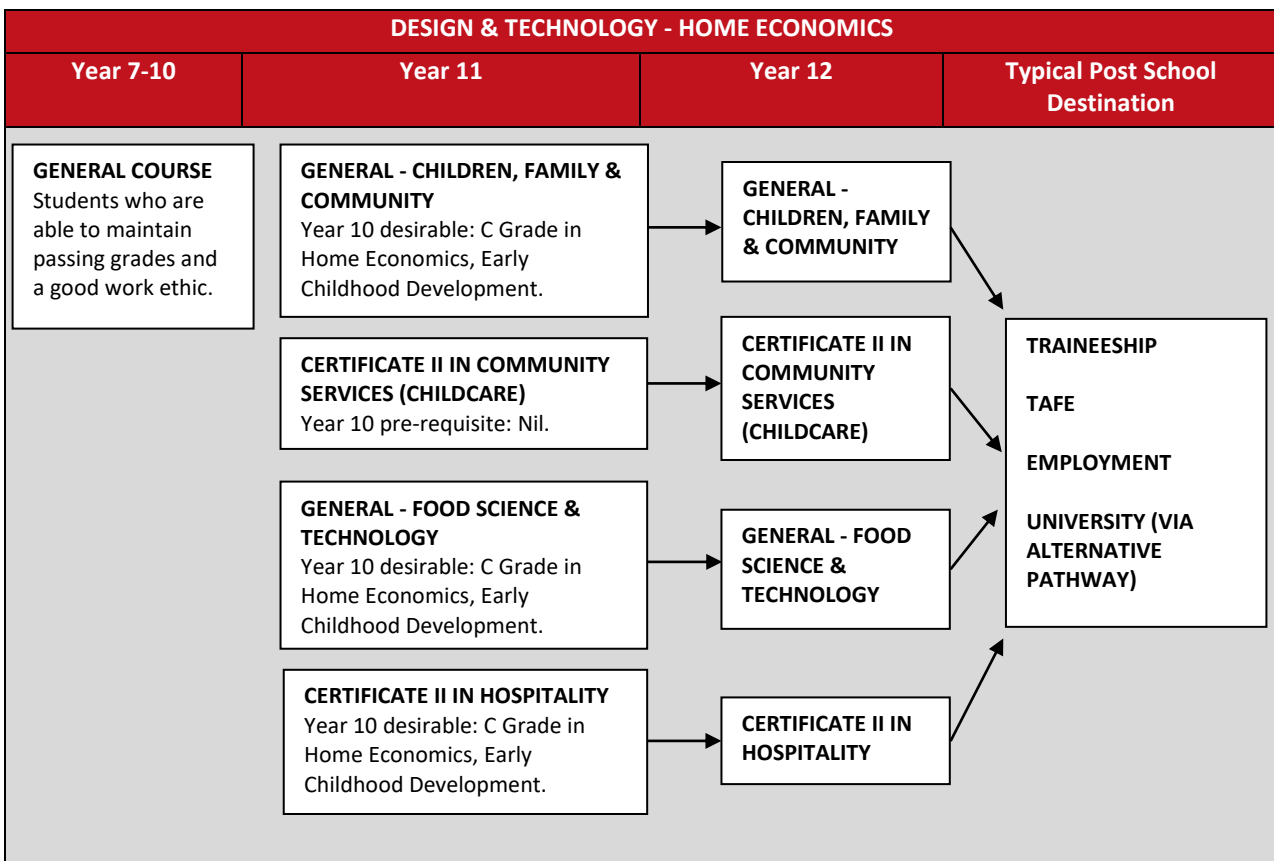 DESIGN & TECHNOLOGY - HOME ECONOMICS
Year 7-10
Year 11
Year 12
Typical Post School
Destination
GENERAL COURSE
Students who are
able to maintain
passing grades and
a good work ethic.
GENERAL - CHILDREN, FAMILY &
COMMUNITY
Year 10 desirable: C Grade in
Home Economics, Early
Childhood Development.
CERTIFICATE II IN COMMUNITY
SERVICES (CHILDCARE)
Year 10 pre-requisite: Nil.
GENERAL - FOOD SCIENCE &
TECHNOLOGY
Year 10 desirable: C Grade in
Home Economics, Early
Childhood Development.
CERTIFICATE II IN HOSPITALITY
Year 10 desirable: C Grade in
Home Economics, Early
Childhood Development.
GENERAL -
CHILDREN, FAMILY
& COMMUNITY
CERTIFICATE II IN
COMMUNITY
SERVICES
(CHILDCARE)
GENERAL - FOOD
SCIENCE &
TECHNOLOGY
CERTIFICATE II IN
HOSPITALITY
TRAINEESHIP
TAFE
EMPLOYMENT
UNIVERSITY (VIA
ALTERNATIVE
PATHWAY)